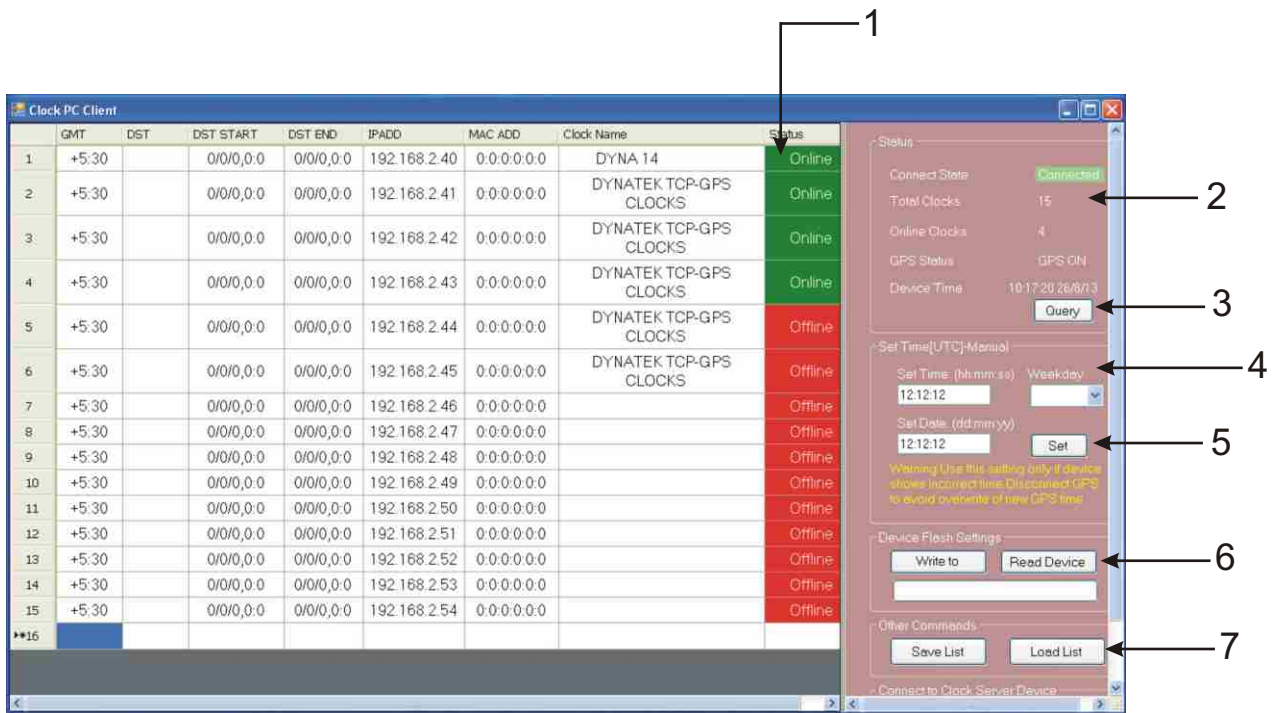 1
Clock PC Client
GMT DST DST START DST END IPADD MAC ADD Clock Name Status
1 +5:30 0/0/0,0:0 0/0/0,0:0 192.168.2.40 0:0:0:0:0:0 DYNA 14 Online
2 +5:30 0/0/0,0:0 0/0/0,0:0 192.168.2.41 0:0:0:0:0:0 DYNATEK TCP-GPS CLOCKS Online
3 +5:30 0/0/0,0:0 0/0/0,0:0 192.168.2.42 0:0:0:0:0:0 DYNATEK TCP-GPS CLOCKS Online
4 +5:30 0/0/0,0:0 0/0/0,0:0 192.168.2.43 0:0:0:0:0:0 DYNATEK TCP-GPS CLOCKS Online
5 +5:30 0/0/0,0:0 0/0/0,0:0 192.168.2.44 0:0:0:0:0:0 DYNATEK TCP-GPS CLOCKS Offline
6 +5:30 0/0/0,0:0 0/0/0,0:0 192.168.2.45 0:0:0:0:0:0 DYNATEK TCP-GPS CLOCKS Offline
7 +5:30 0/0/0,0:0 0/0/0,0:0 192.168.2.46 0:0:0:0:0:0 Offline
8 +5:30 0/0/0,0:0 0/0/0,0:0 192.168.2.47 0:0:0:0:0:0 Offline
9 +5:30 0/0/0,0:0 0/0/0,0:0 192.168.2.48 0:0:0:0:0:0 Offline
10 +5:30 0/0/0,0:0 0/0/0,0:0 192.168.2.49 0:0:0:0:0:0 Offline
11 +5:30 0/0/0,0:0 0/0/0,0:0 192.168.2.50 0:0:0:0:0:0 Offline
12 +5:30 0/0/0,0:0 0/0/0,0:0 192.168.2.51 0:0:0:0:0:0 Offline
13 +5:30 0/0/0,0:0 0/0/0,0:0 192.168.2.52 0:0:0:0:0:0 Offline
14 +5:30 0/0/0,0:0 0/0/0,0:0 192.168.2.53 0:0:0:0:0:0 Offline
15 +5:30 0/0/0,0:0 0/0/0,0:0 192.168.2.54 0:0:0:0:0:0 Offline
16
Status
Connect State Connected
Total Clocks 15
2
Online Clocks 4
GPS Status GPS ON
Device Time 10:17:20 26/8/13
Query
3
Set Time[UTC]-Manual
Set Time: (hh:mm:ss) Weekday
4
12:12:12
Set Date: (dd:mm:yy)
12:12:12 Set
5
Warning Use this setting only if device
shows Incorrect time.Disconnect GPS
to avoid overwrite of new GPS time
Device Flash Settings
Write to Read Device
6
Other Commands
Save List Load List
7
Connect to Clock Server Device